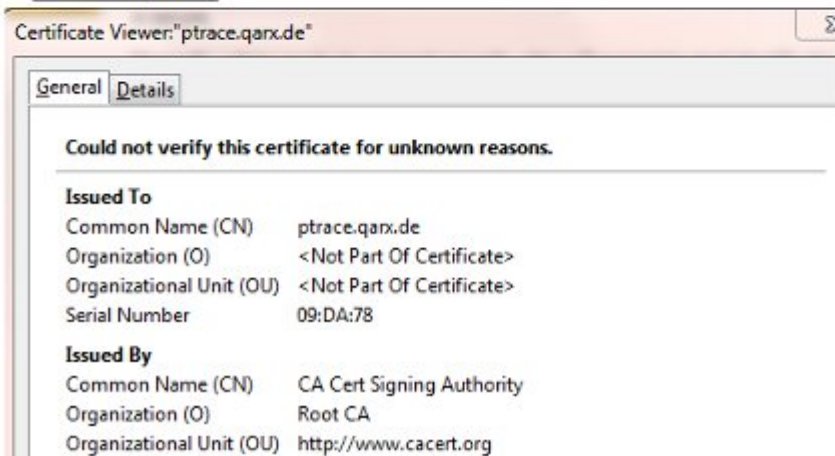 Certificate Viewer:"ptrace.qarx.de"
General Details
Could not verify this certificate for unknown reasons.
Issued To
Common Name (CN) ptrace.qarx.de
Organization (O) <Not Part Of Certificate>
Organizational Unit (OU) <Not Part Of Certificate>
Serial Number 09:DA:78
Issued By
Common Name (CN) CA Cert Signing Authority
Organization (O) Root CA
Organizational Unit (OU) http://www.cacert.org